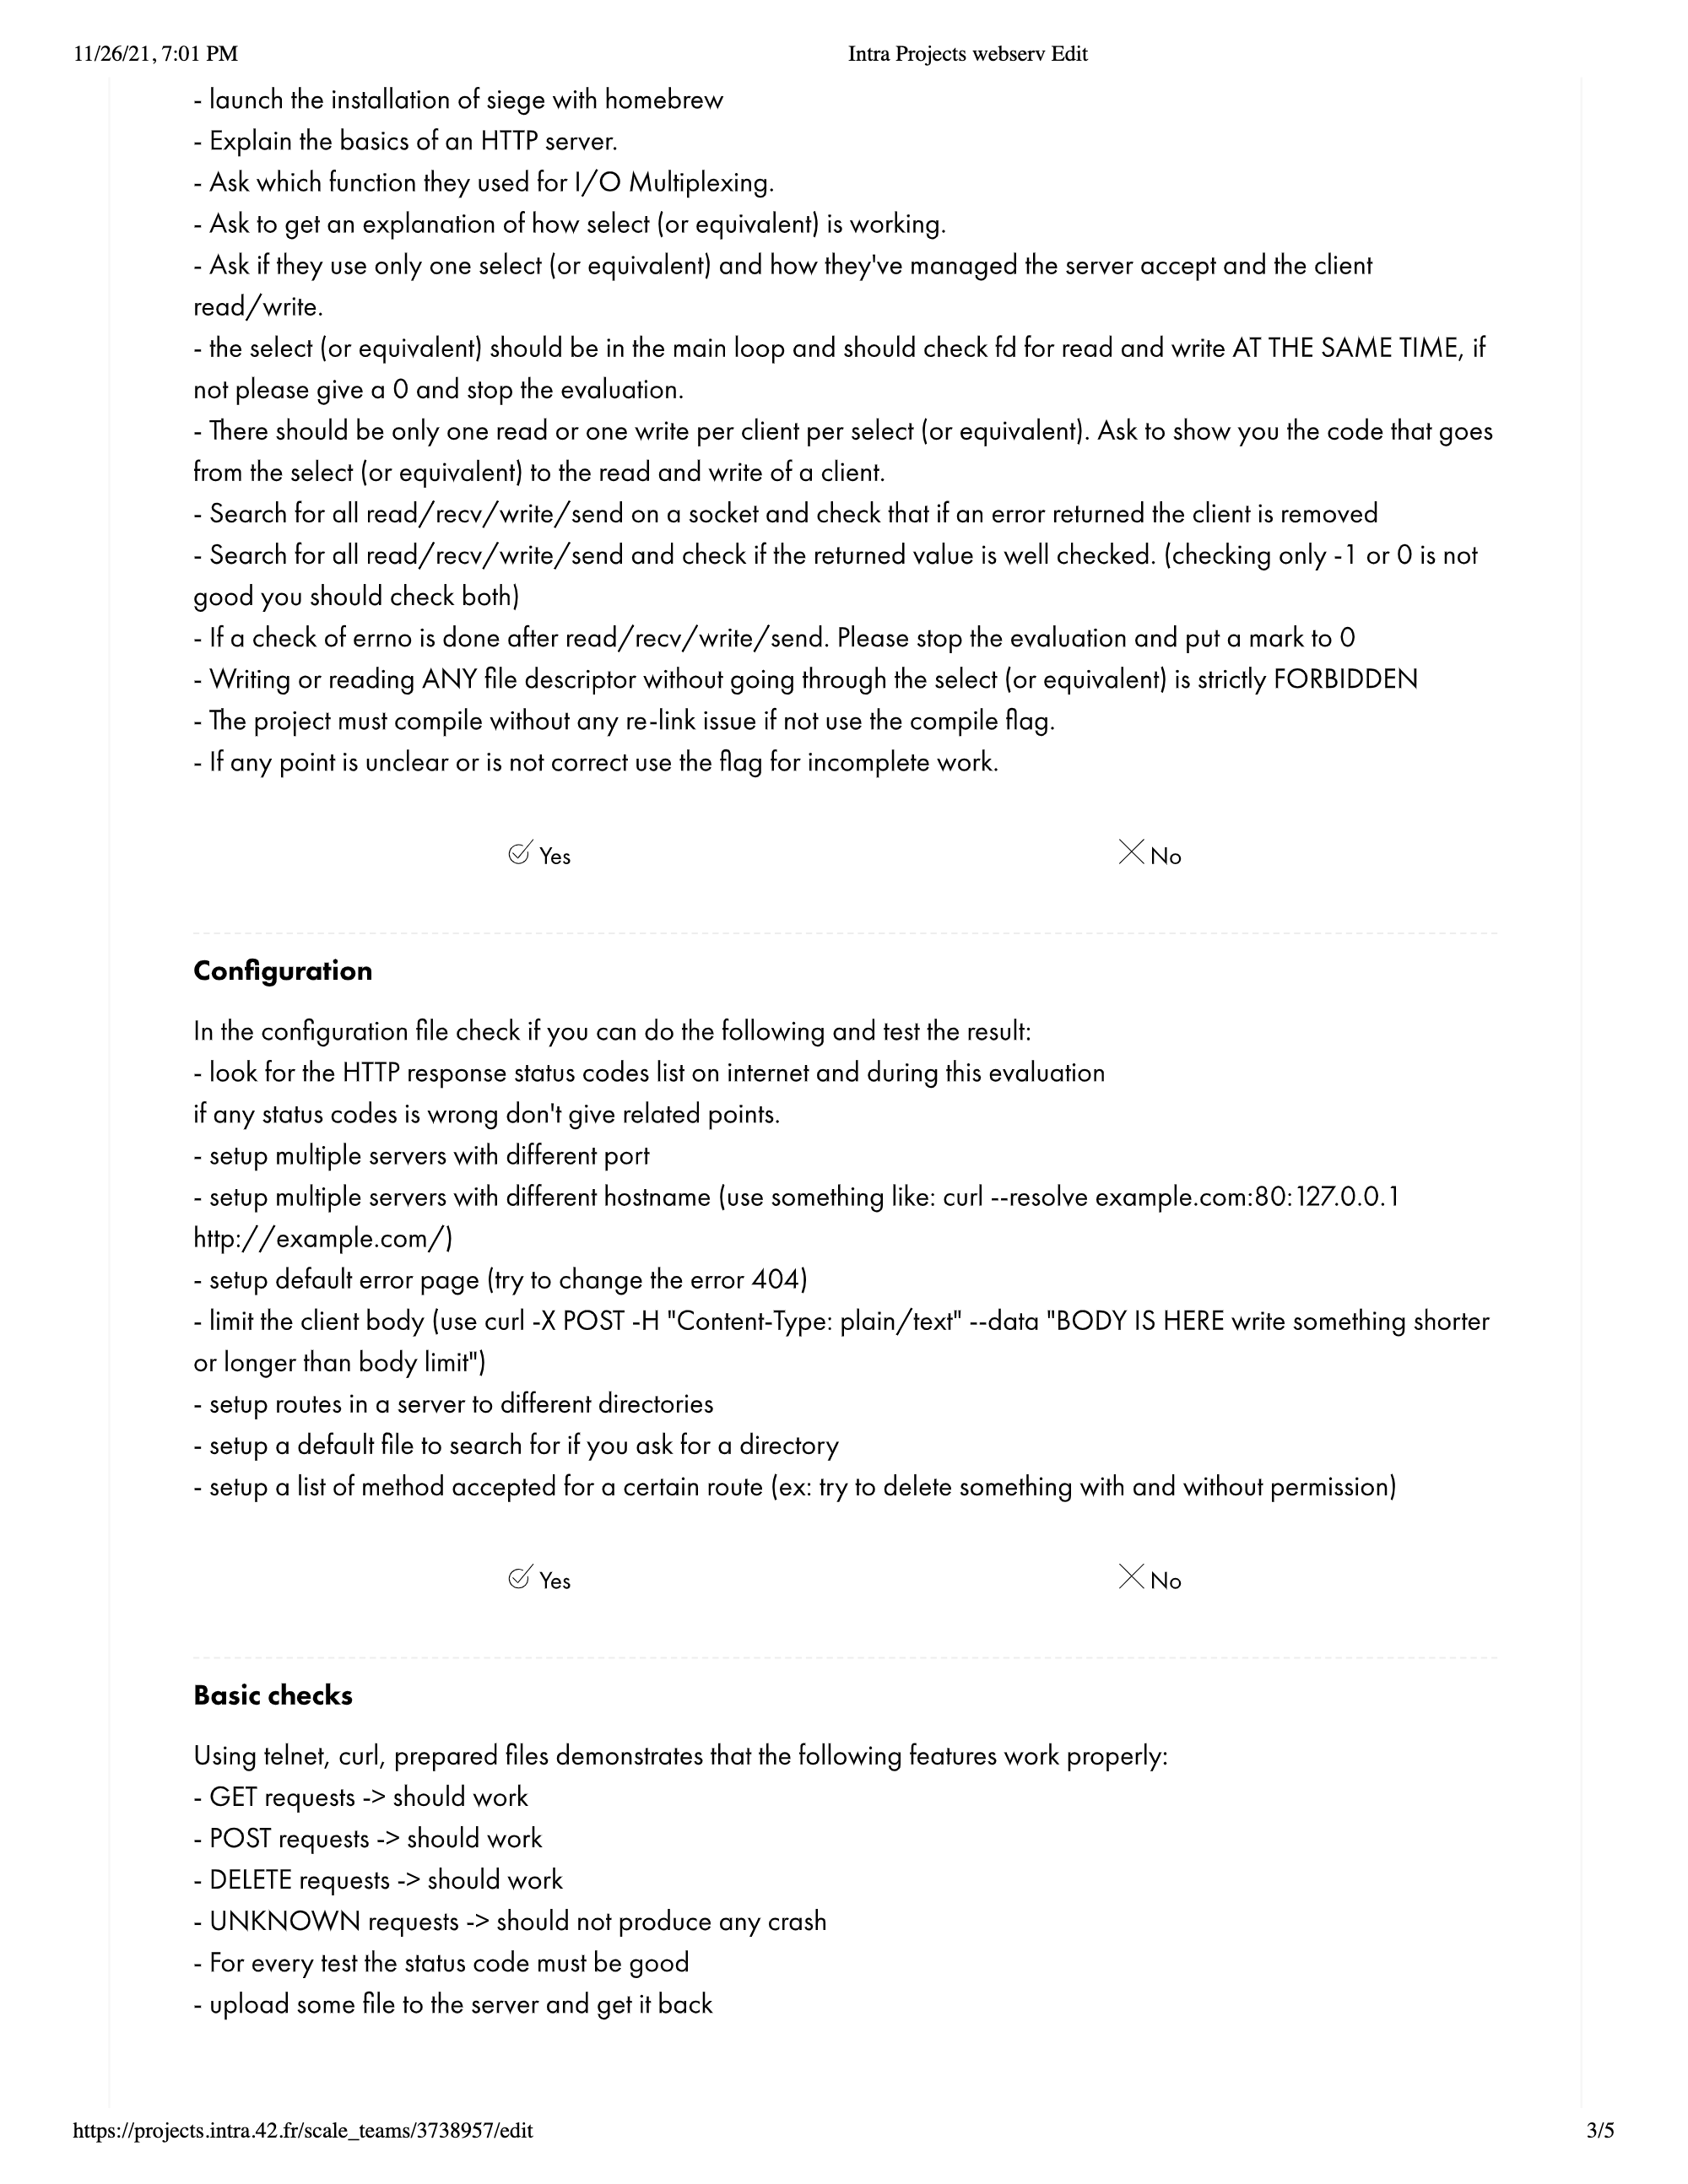 11/26/21, 7:01 PM
Intra Projects webserv Edit
- launch the installation of siege with homebrew
- Explain the basics of an HTTP server.
- Ask which function they used for I/O Multiplexing.
- Ask to get an explanation of how select (or equivalent) is working.
- Ask if they use only one select (or equivalent) and how they've managed the server accept and the client
read/write.
- the select (or equivalent) should be in the main loop and should check fd for read and write AT THE SAME TIME, if
not please give a 0 and stop the evaluation.
- There should be only one read or one write per client per select (or equivalent). Ask to show you the code that goes
from the select (or equivalent) to the read and write of a client.
- Search for all read/recv/write/send on a socket and check that if an error returned the client is removed
- Search for all read/recv/write/send and check if the returned value is well checked. (checking only -1 or 0 is not
good you should check both)
- If a check of errno is done after read/recv/write/send. Please stop the evaluation and put a mark to 0
- Writing or reading ANY file descriptor without going through the select (or equivalent) is strictly FORBIDDEN
- The project must compile without any re-link issue if not use the compile flag.
- If any point is unclear or is not correct use the flag for incomplete work.
Yes
No
Configuration
In the configuration file check if you can do the following and test the result:
- look for the HTTP response status codes list on internet and during this evaluation
if any status codes is wrong don't give related points.
- setup multiple servers with different port
- setup multiple servers with different hostname (use something like: curl --resolve example.com:80:127.0.0.1
http://example.com/)
- setup default error page (try to change the error 404)
- limit the client body (use curl -X POST -H "Content-Type: plain/text" --data "BODY IS HERE write something shorter
or longer than body limit")
- setup routes in a server to different directories
- setup a default file to search for if you ask for a directory
- setup a list of method accepted for a certain route (ex: try to delete something with and without permission)
Yes
No
Basic checks
Using telnet, curl, prepared files demonstrates that the following features work properly:
- GET requests -> should work
- POST requests -> should work
- DELETE requests -> should work
- UNKNOWN requests -> should not produce any crash
- For every test the status code must be good
- upload some file to the server and get it back
https://projects.intra.42.fr/scale_teams/3738957/edit
3/5